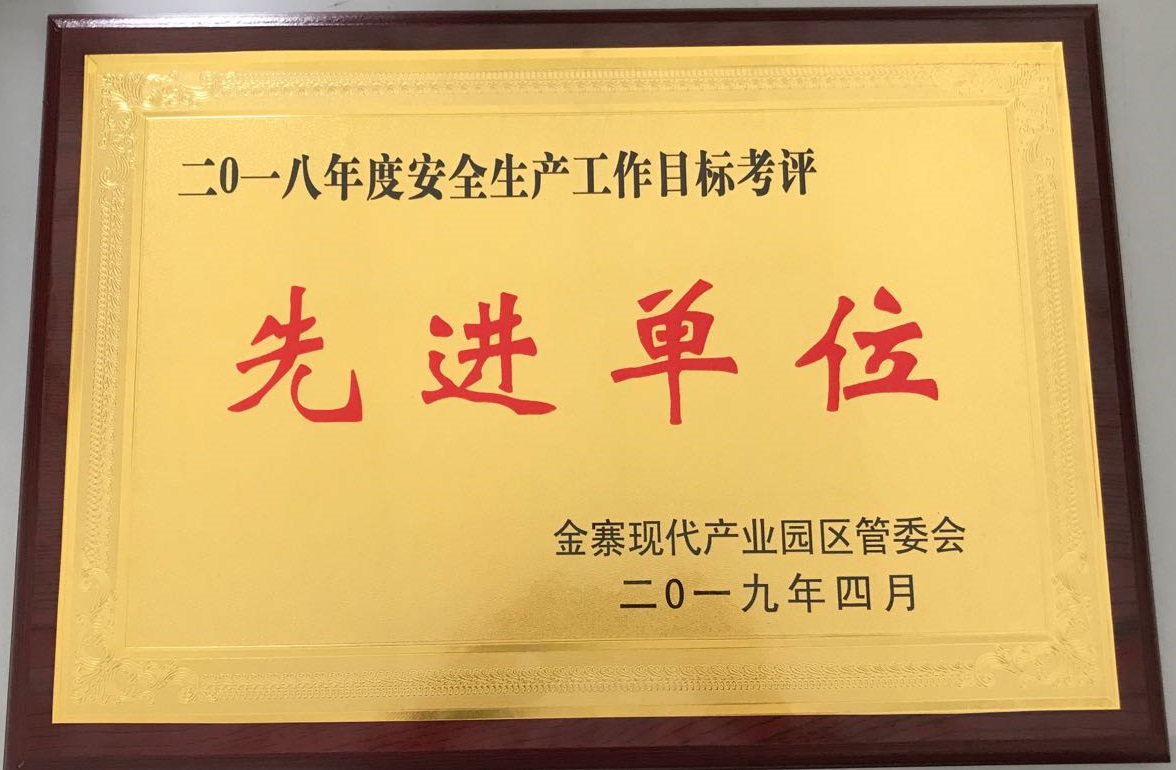 二0一八年度安全生产工作目标考评
先进单位
金寨现代产业园区管委会
二0一九年四月